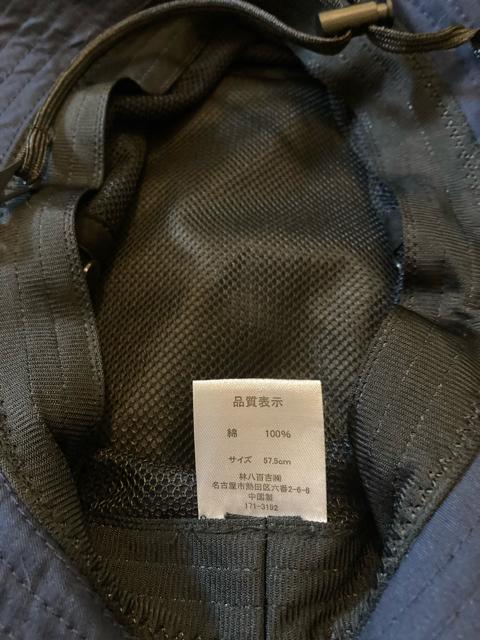 品質表示
綿 100%
サイズ 57.5cm
林八百吉㈱
名古屋市熱田区六番2-6-6
中国製
171-3192